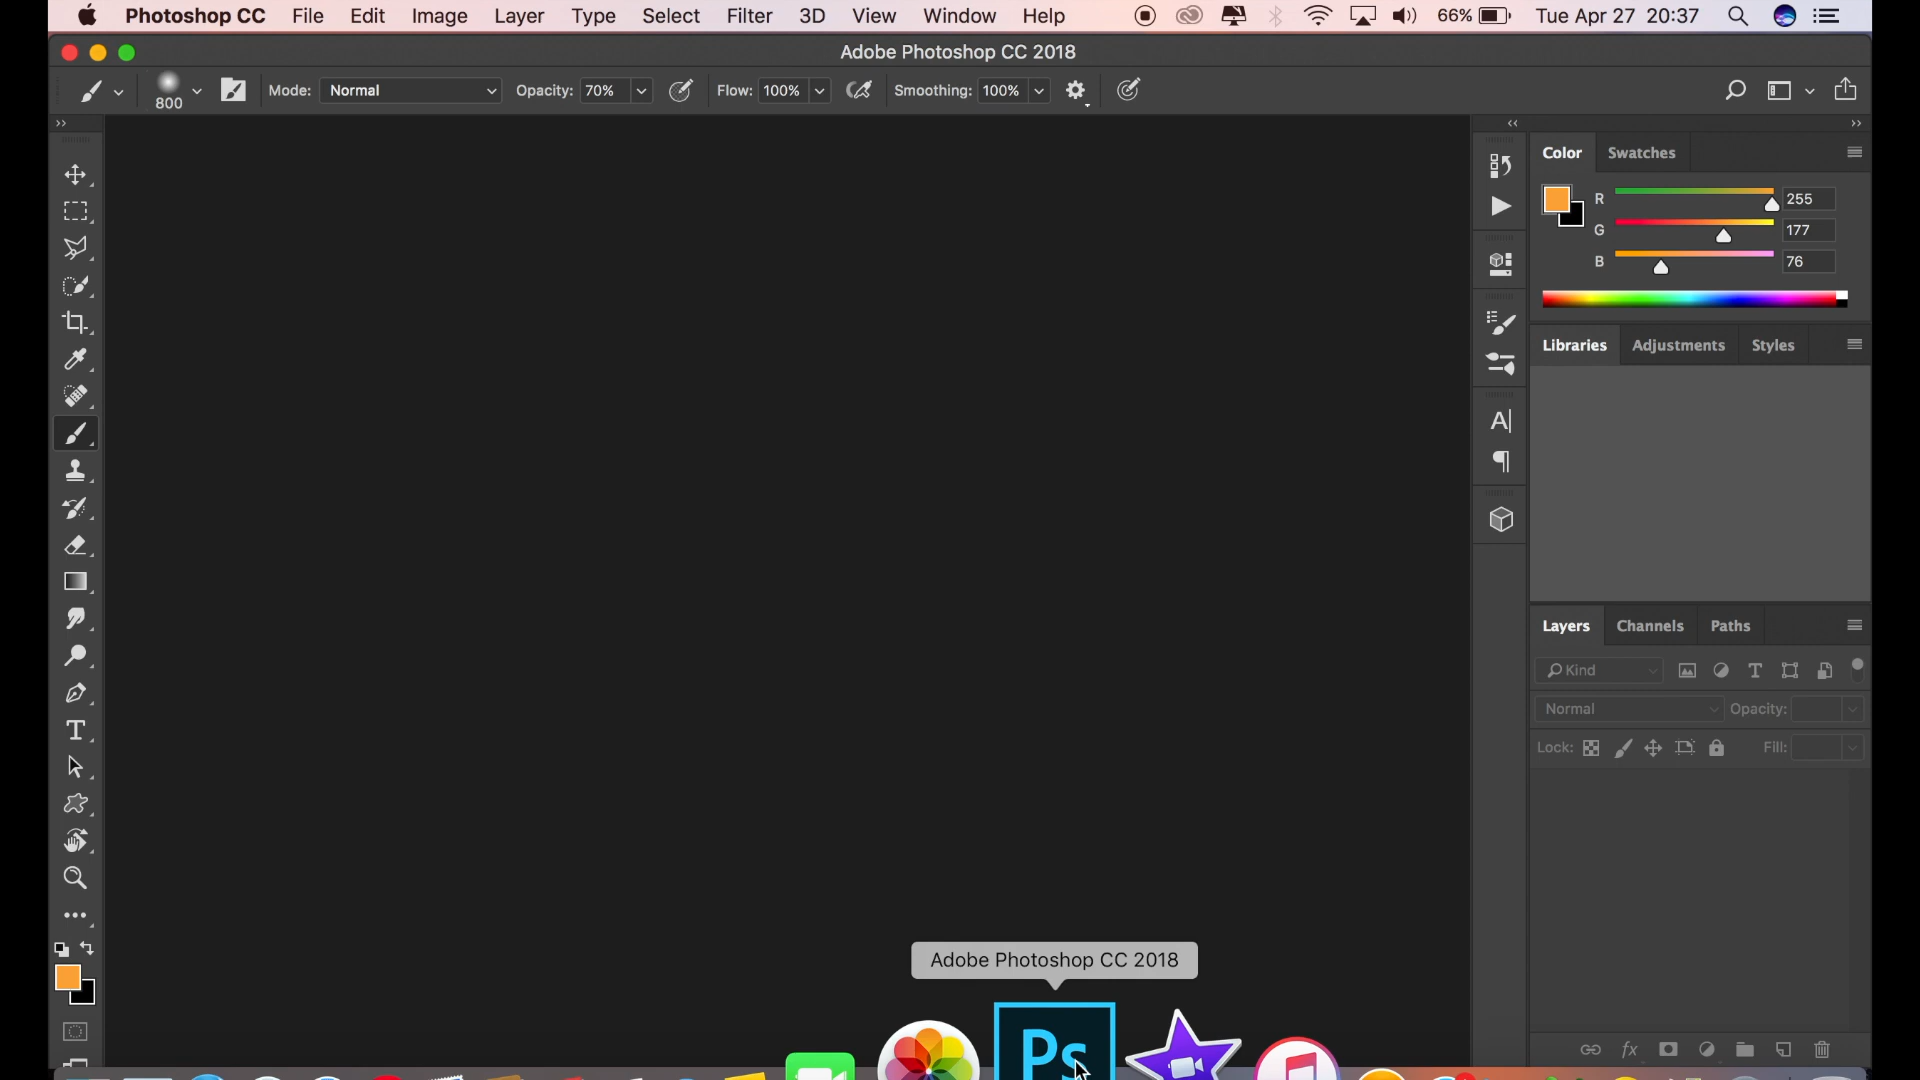 Photoshop CC File Edit Image Layer Type Select Filter 3D View Window Help 66% Tue Apr 27 20:37
Adobe Photoshop CC 2018
800 Mode: Normal Opacity: 70% Flow: 100% Smoothing: 100%
Color Swatches
R 255
G 177
B 76
Libraries Adjustments Styles
Layers Channels Paths
Kind
Normal Opacity:
Lock: Fill:
Adobe Photoshop CC 2018
Ps